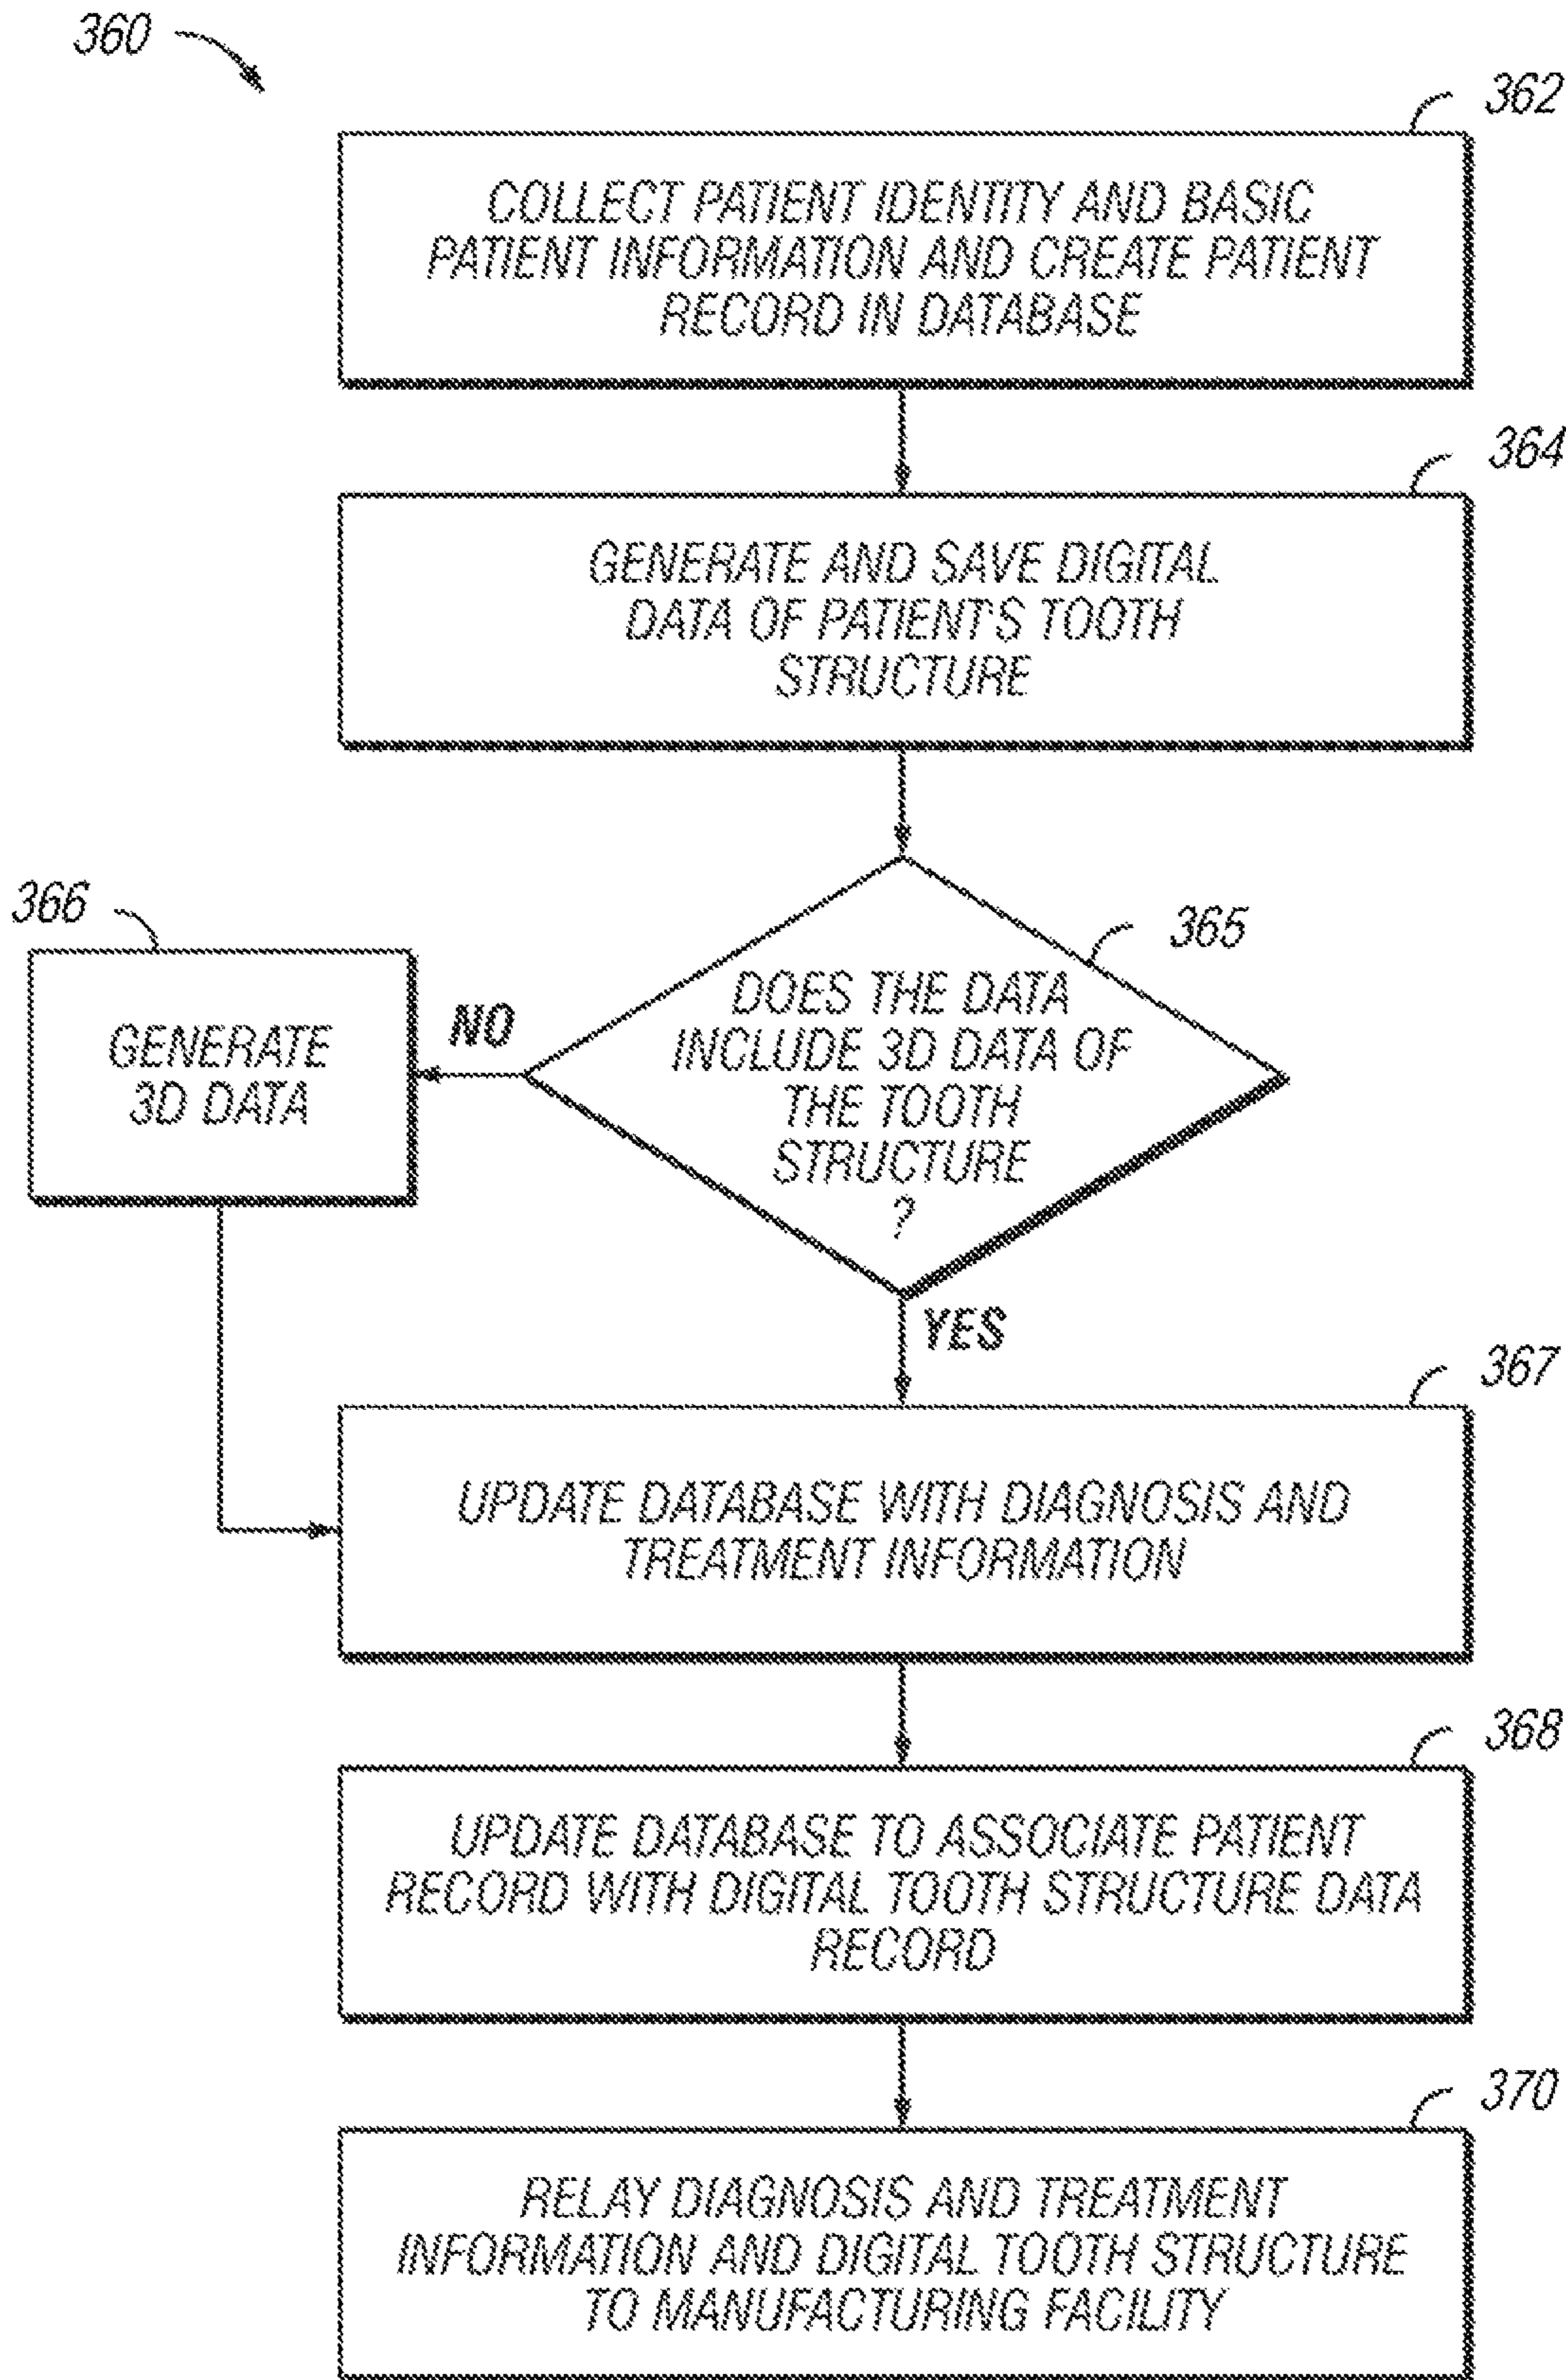 360
362
COLLECT PATIENT IDENTITY AND BASIC
PATIENT INFORMATION AND CREATE PATIENT
RECORD IN DATABASE
364
GENERATE AND SAVE DIGITAL
DATA OF PATIENT'S TOOTH
STRUCTURE
365
DOES THE DATA
INCLUDE 3D DATA OF
THE TOOTH
STRUCTURE
?
NO
366
GENERATE
3D DATA
YES
367
UPDATE DATABASE WITH DIAGNOSIS AND
TREATMENT INFORMATION
368
UPDATE DATABASE TO ASSOCIATE PATIENT
RECORD WITH DIGITAL TOOTH STRUCTURE DATA
RECORD
370
RELAY DIAGNOSIS AND TREATMENT
INFORMATION AND DIGITAL TOOTH STRUCTURE
TO MANUFACTURING FACILITY